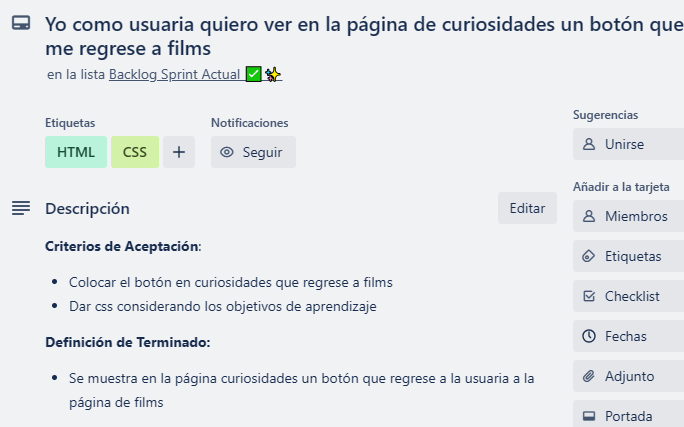 Yo como usuaria quiero ver en la página de curiosidades un botón que
me regrese a films
en la lista Backlog Sprint Actual ✅ ✨
Etiquetas
HTML
CSS
+
Notificaciones
Seguir
Descripción
Editar
Criterios de Aceptación:
• Colocar el botón en curiosidades que regrese a films
• Dar css considerando los objetivos de aprendizaje
Definición de Terminado:
• Se muestra en la página curiosidades un botón que regrese a la usuaria a la
página de films
Sugerencias
Unirse
Añadir a la tarjeta
Miembros
Etiquetas
Checklist
Fechas
Adjunto
Portada